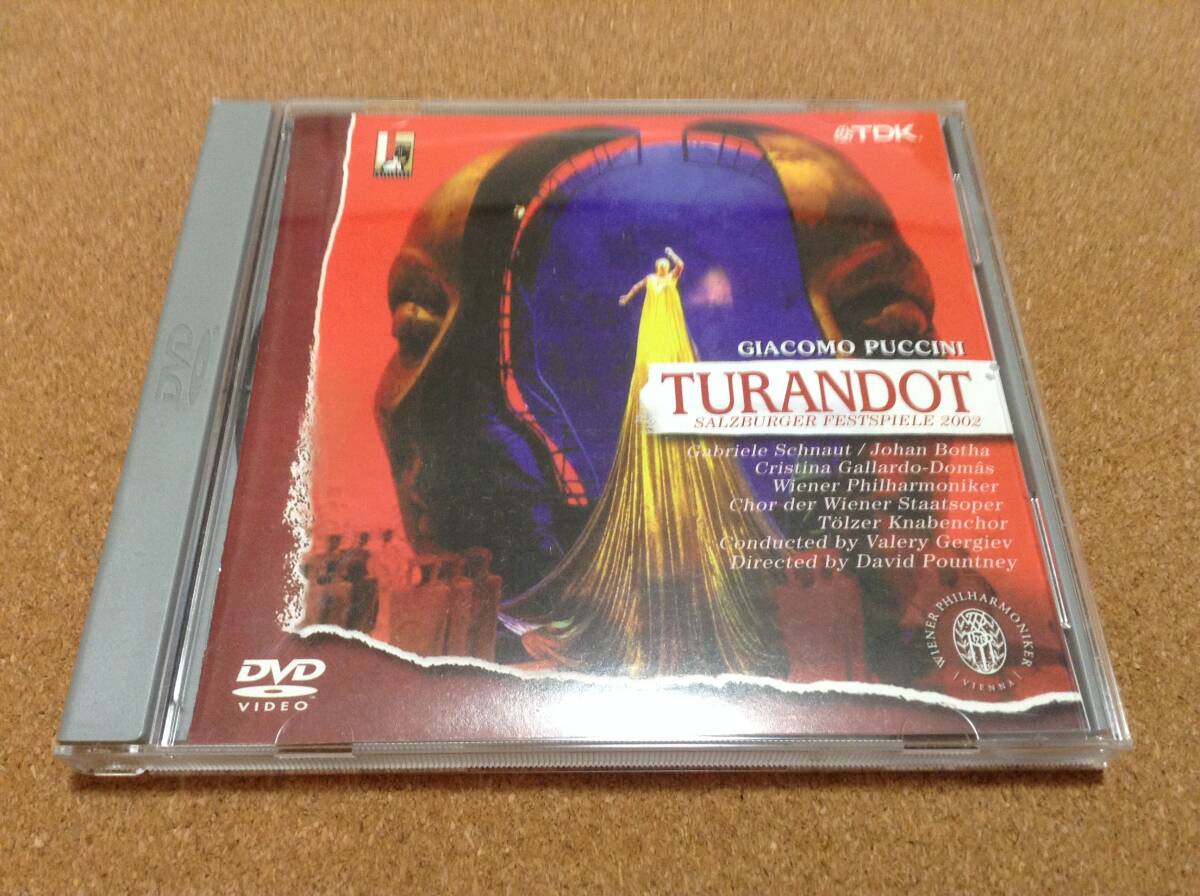 TDK
GIACOMO PUCCINI
TURANDOT
SALZBURGER FESTSPIELE 2002
Gabriele Schnaut / Johan Botha
Cristina Gallardo-Domâs
Wiener Philharmoniker
Chor der Wiener Staatsoper
Tölzer Knabenchor
Conducted by Valery Gergiev
Directed by David Pountney
WIENER PHILHARMONIKER
VIENNA
DVD
VIDEO™
DVD